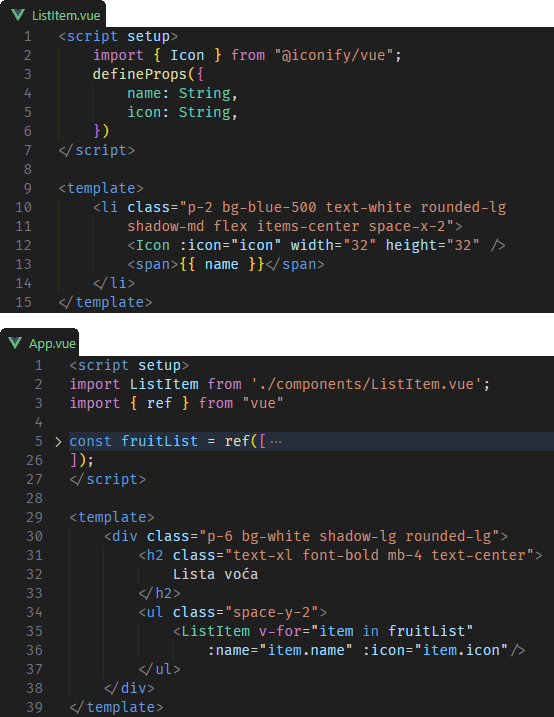 ListItem.vue
1 <script setup>
2 import { Icon } from "@iconify/vue";
3 defineProps({
4 name: String,
5 icon: String,
6 })
7 </script>
8
9 <template>
10 <li class="p-2 bg-blue-500 text-white rounded-lg
11 shadow-md flex items-center space-x-2">
12 <Icon :icon="icon" width="32" height="32" />
13 <span>{{ name }}</span>
14 </li>
15 </template>
App.vue
1 <script setup>
2 import ListItem from './components/ListItem.vue';
3 import { ref } from "vue"
4
5 const fruitList = ref([ ⋯
26 ]);
27 </script>
28
29 <template>
30 <div class="p-6 bg-white shadow-lg rounded-lg">
31 <h2 class="text-xl font-bold mb-4 text-center">
32 Lista voća
33 </h2>
34 <ul class="space-y-2">
35 <ListItem v-for="item in fruitList"
36 :name="item.name" :icon="item.icon"/>
37 </ul>
38 </div>
39 </template>